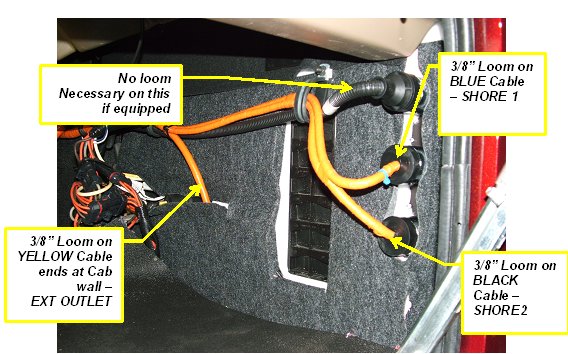 No loom
Necessary on this
if equipped
3/8” Loom on
BLUE Cable
– SHORE 1
3/8” Loom on
YELLOW Cable
ends at Cab
wall –
EXT OUTLET
3/8” Loom on
BLACK
Cable –
SHORE2